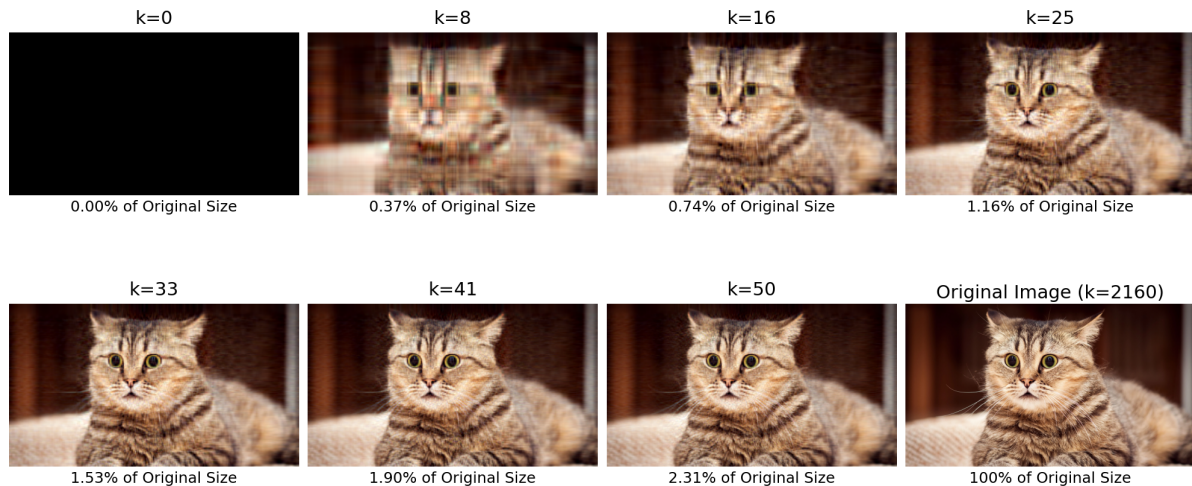 k=0
k=8
k=16
k=25
0.00% of Original Size
0.37% of Original Size
0.74% of Original Size
1.16% of Original Size
k=33
k=41
k=50
Original Image (k=2160)
1.53% of Original Size
1.90% of Original Size
2.31% of Original Size
100% of Original Size